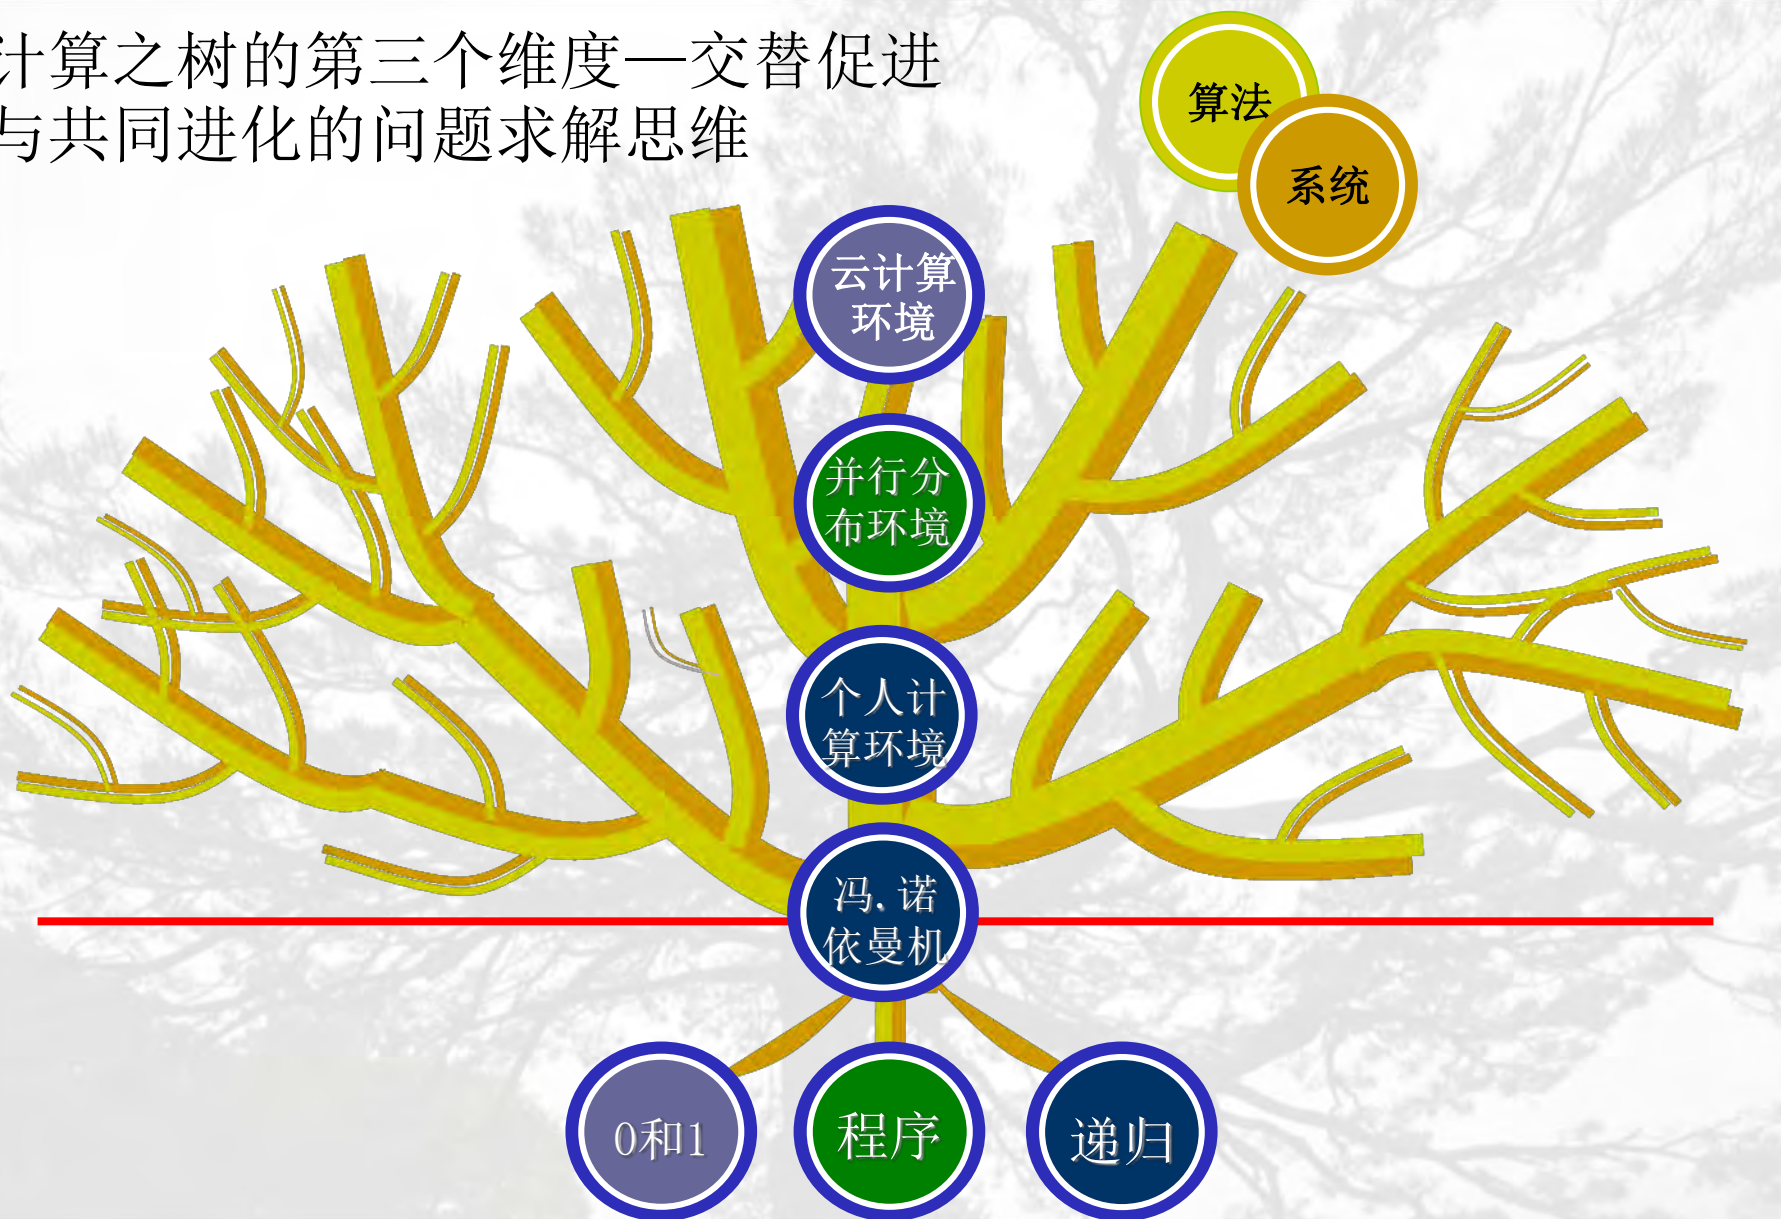 计算之树的第三个维度—交替促进
与共同进化的问题求解思维
算法
系统
云计算
环境
并行分
布环境
个人计
算环境
冯.诺
依曼机
0和1
程序
递归